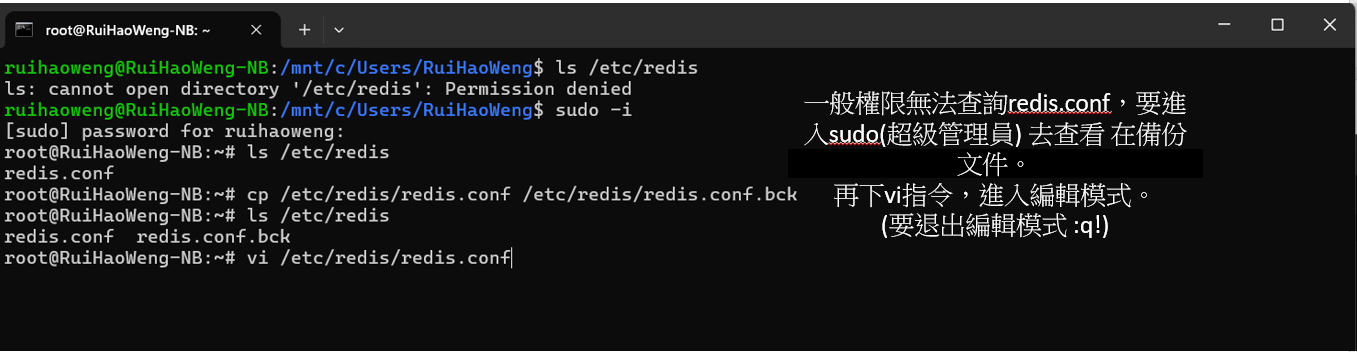 root@RuiHaoWeng-NB: ~
ruihaoweng@RuiHaoWeng-NB:/mnt/c/Users/RuiHaoWeng$ ls /etc/redis
ls: cannot open directory '/etc/redis': Permission denied
ruihaoweng@RuiHaoWeng-NB:/mnt/c/Users/RuiHaoWeng$ sudo -i
[sudo] password for ruihaoweng:
root@RuiHaoWeng-NB:~# ls /etc/redis
redis.conf
root@RuiHaoWeng-NB:~# cp /etc/redis/redis.conf /etc/redis/redis.conf.bck
root@RuiHaoWeng-NB:~# ls /etc/redis
redis.conf  redis.conf.bck
root@RuiHaoWeng-NB:~# vi /etc/redis/redis.conf
一般權限無法查詢redis.conf，要進
入sudo(超級管理員) 去查看 在備份
文件。
再下vi指令，進入編輯模式。
(要退出編輯模式 :q!)